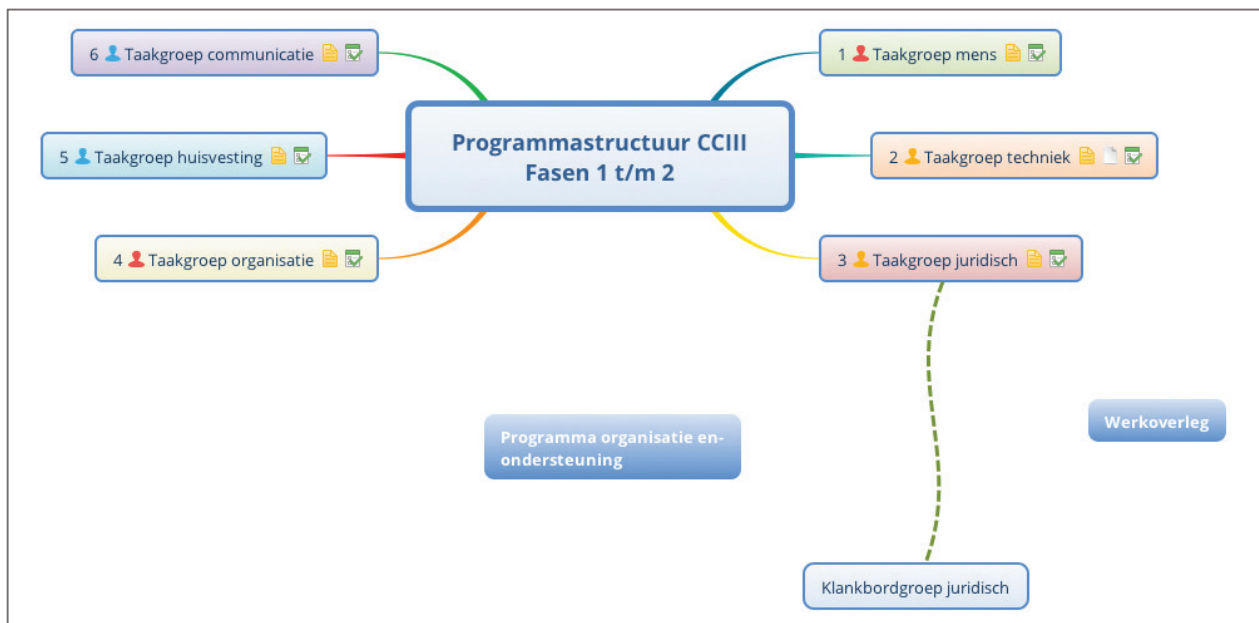 6 Taakgroep communicatie
1 Taakgroep mens
Programmastructuur CCIII
Fasen 1 t/m 2
5 Taakgroep huisvesting
2 Taakgroep techniek
4 Taakgroep organisatie
3 Taakgroep juridisch
Programma organisatie en-
ondersteuning
Werkoverleg
Klankbordgroep juridisch